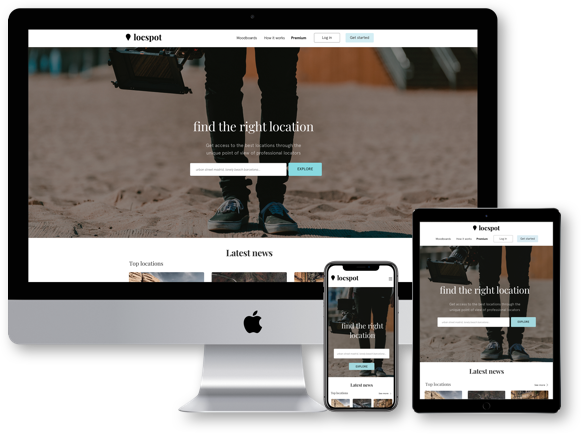 locspot
Moodboards How it works Premium Log in Get started
find the right location
Get access to the best locations through the
unique point of view of professional locators
EXPLORE
Latest news
Top locations
locspot
find the right
location
EXPLORE
Latest news
Top locations
locspot
Moodboards How it works Premium Log in Get started
find the right location
Get access to the best locations through the
unique point of view of professional locators
EXPLORE
Latest news
Top locations See more